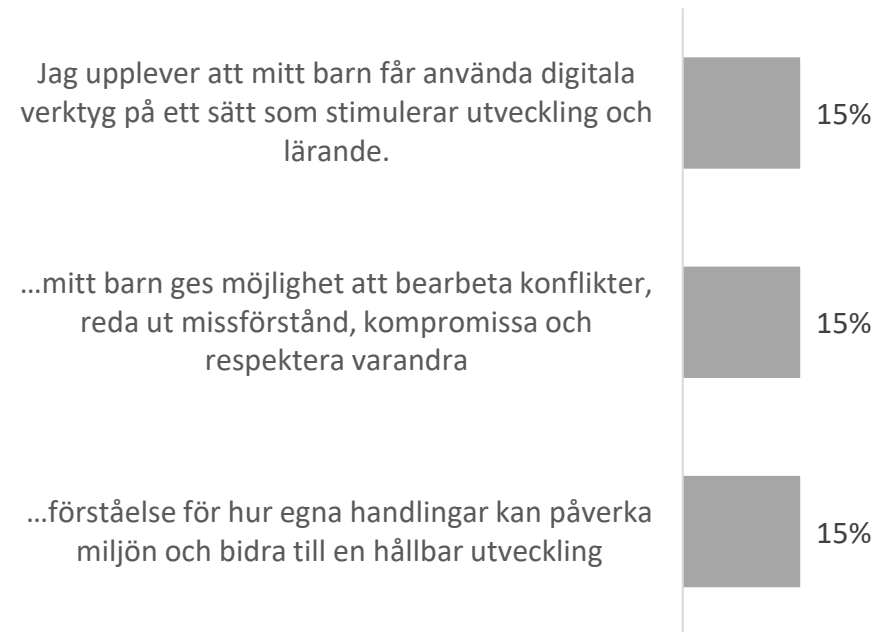 Jag upplever att mitt barn får använda digitala
verktyg på ett sätt som stimulerar utveckling och
lärande.
15%
...mitt barn ges möjlighet att bearbeta konflikter,
reda ut missförstånd, kompromissa och
respektera varandra
15%
...förståelse för hur egna handlingar kan påverka
miljön och bidra till en hållbar utveckling
15%